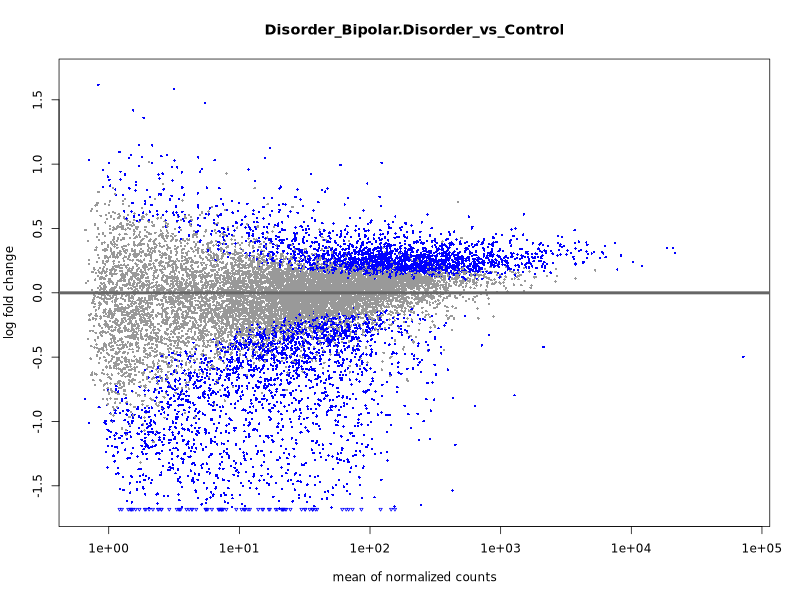 Disorder_Bipolar.Disorder_vs_Control
log fold change
1.5
1.0
0.5
0.0
-0.5
-1.0
-1.5
1e+00 1e+01 1e+02 1e+03 1e+04 1e+05
mean of normalized counts